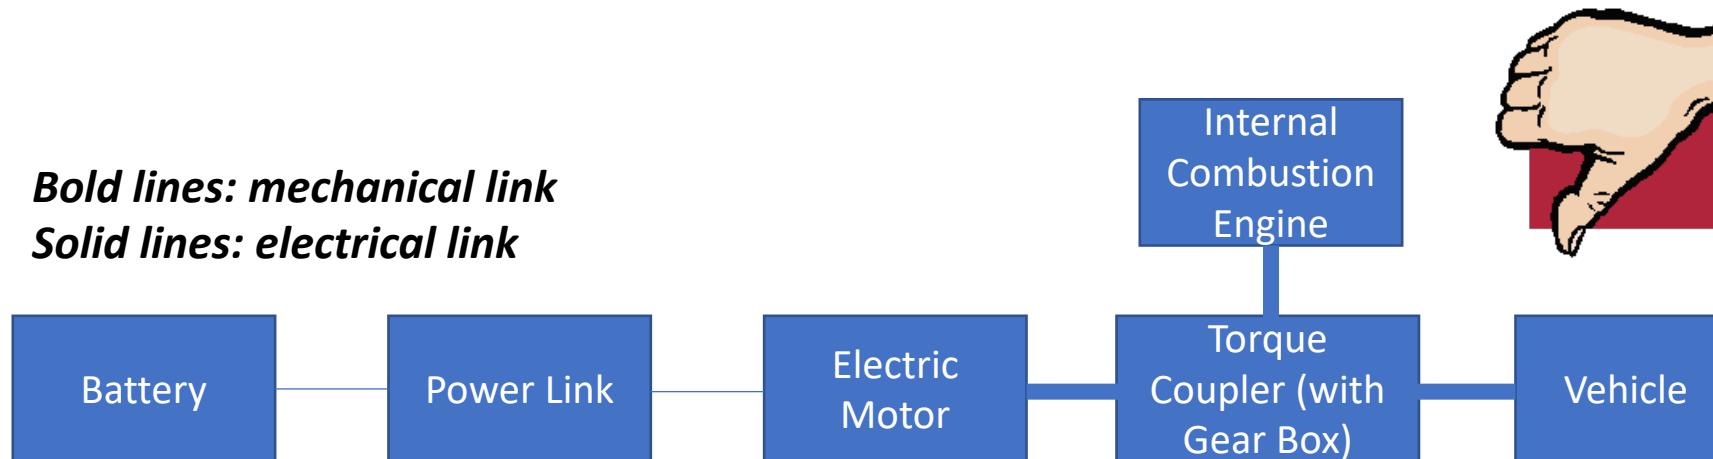 Internal
Combustion
Engine
Bold lines: mechanical link
Solid lines: electrical link
Battery
Power Link
Electric
Motor
Torque
Coupler (with
Gear Box)
Vehicle